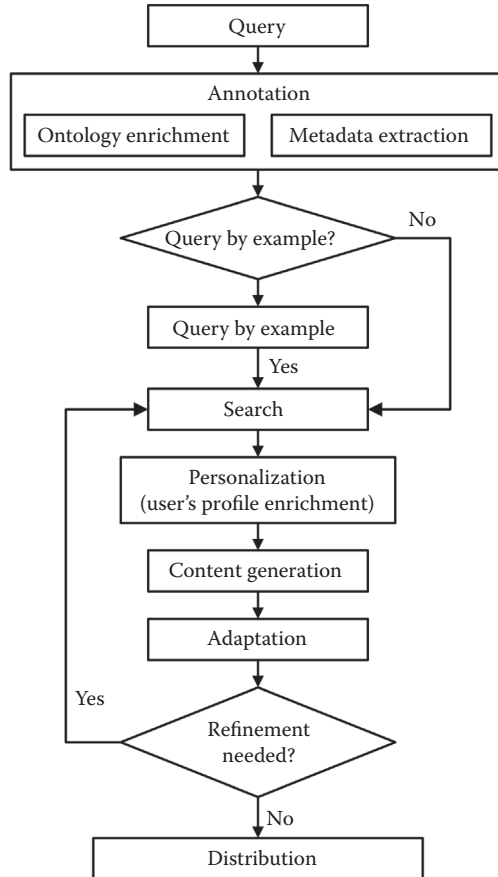 Query
Annotation
Ontology enrichment
Metadata extraction
No
Query by example?
Query by example
Yes
Search
Personalization
(user's profile enrichment)
Content generation
Adaptation
Yes
Refinement
needed?
No
Distribution